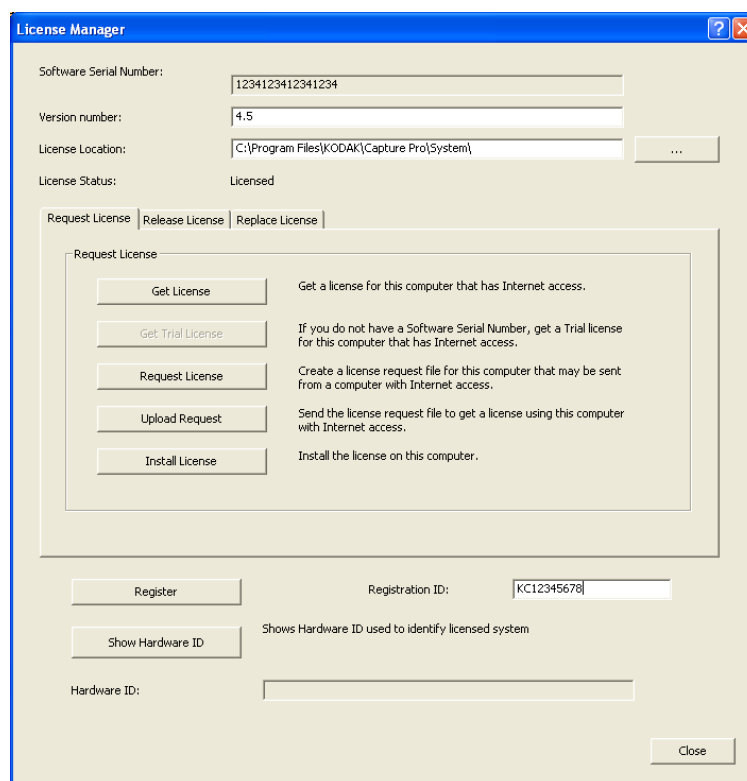 License Manager
Software Serial Number:
1234123412341234
Version number:
4.5
License Location:
C:\Program Files\KODAK\Capture Pro\System\
...
License Status:
Licensed
Request License
Release License
Replace License
Request License
Get License
Get a license for this computer that has Internet access.
Get Trial License
If you do not have a Software Serial Number, get a Trial license
for this computer that has Internet access.
Request License
Create a license request file for this computer that may be sent
from a computer with Internet access.
Upload Request
Send the license request file to get a license using this computer
with Internet access.
Install License
Install the license on this computer.
Register
Registration ID:
KC12345678
Show Hardware ID
Shows Hardware ID used to identify licensed system
Hardware ID:
Close